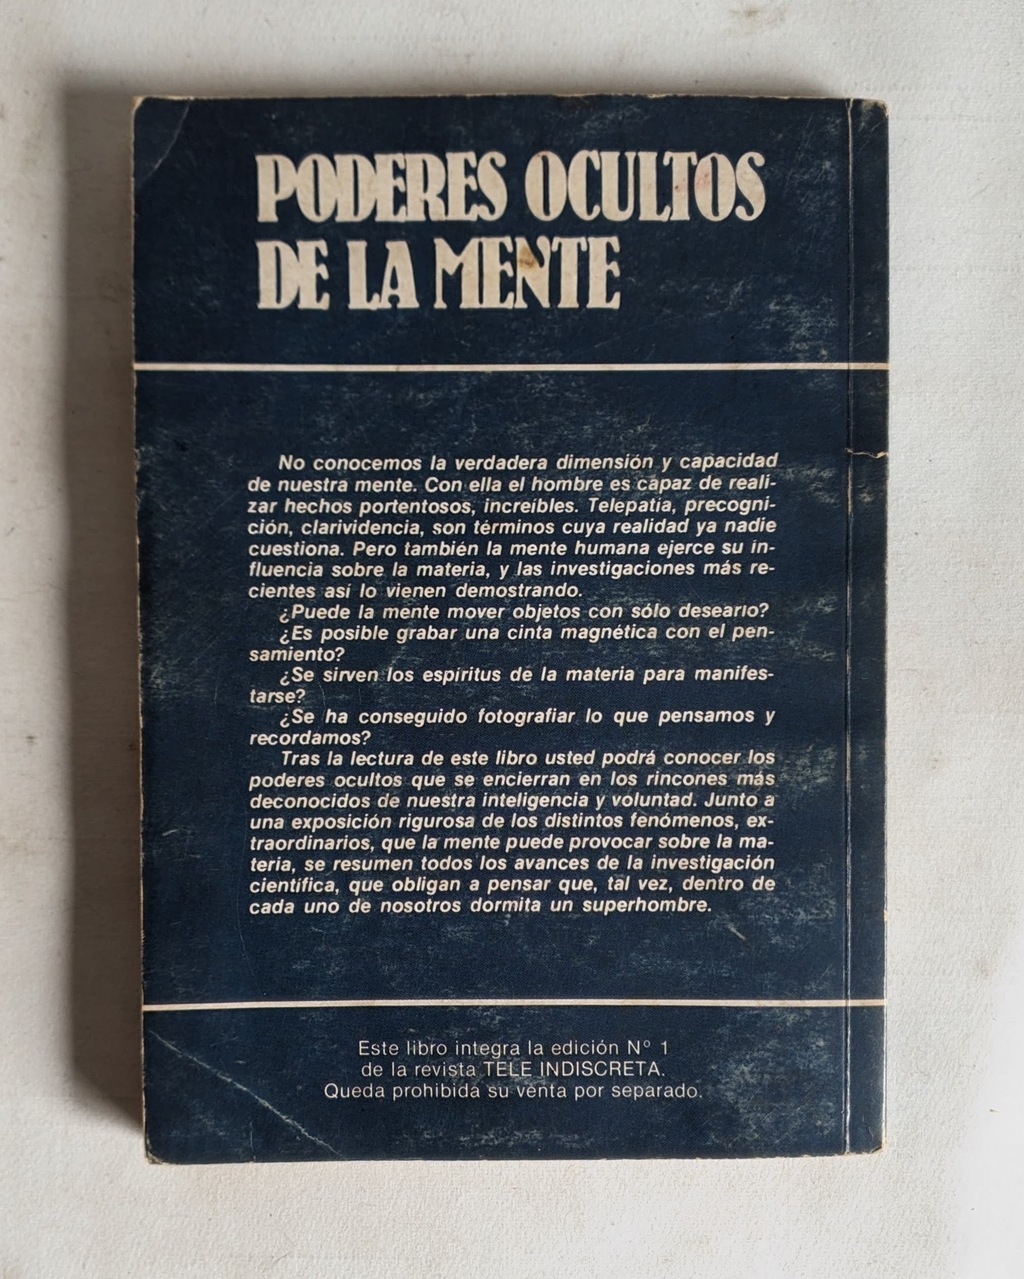 PODERES OCULTOS
DE LA MENTE
No conocemos la verdadera dimensión y capacidad
de nuestra mente. Con ella el hombre es capaz de reali-
zar hechos portentosos, increíbles. Telepatía, precogni-
ción, clarividencia, son términos cuya realidad ya nadie
cuestiona. Pero también la mente humana ejerce su in-
fluencia sobre la materia, y las investigaciones más re-
cientes así lo vienen demostrando.
¿Puede la mente mover objetos con sólo desearlo?
¿Es posible grabar una cinta magnética con el pen-
samiento?
¿Se sirven los espíritus de la materia para manifes-
tarse?
¿Se ha conseguido fotografiar lo que pensamos y
recordamos?
Tras la lectura de este libro usted podrá conocer los
poderes ocultos que se encierran en los rincones más
deconocidos de nuestra inteligencia y voluntad. Junto a
una exposición rigurosa de los distintos fenómenos, ex-
traordinarios, que la mente puede provocar sobre la ma-
teria, se resumen todos los avances de la investigación
científica, que obligan a pensar que, tal vez, dentro de
cada uno de nosotros dormita un superhombre.
Este libro integra la edición Nº 1
de la revista TELE INDISCRETA.
Queda prohibida su venta por separado.